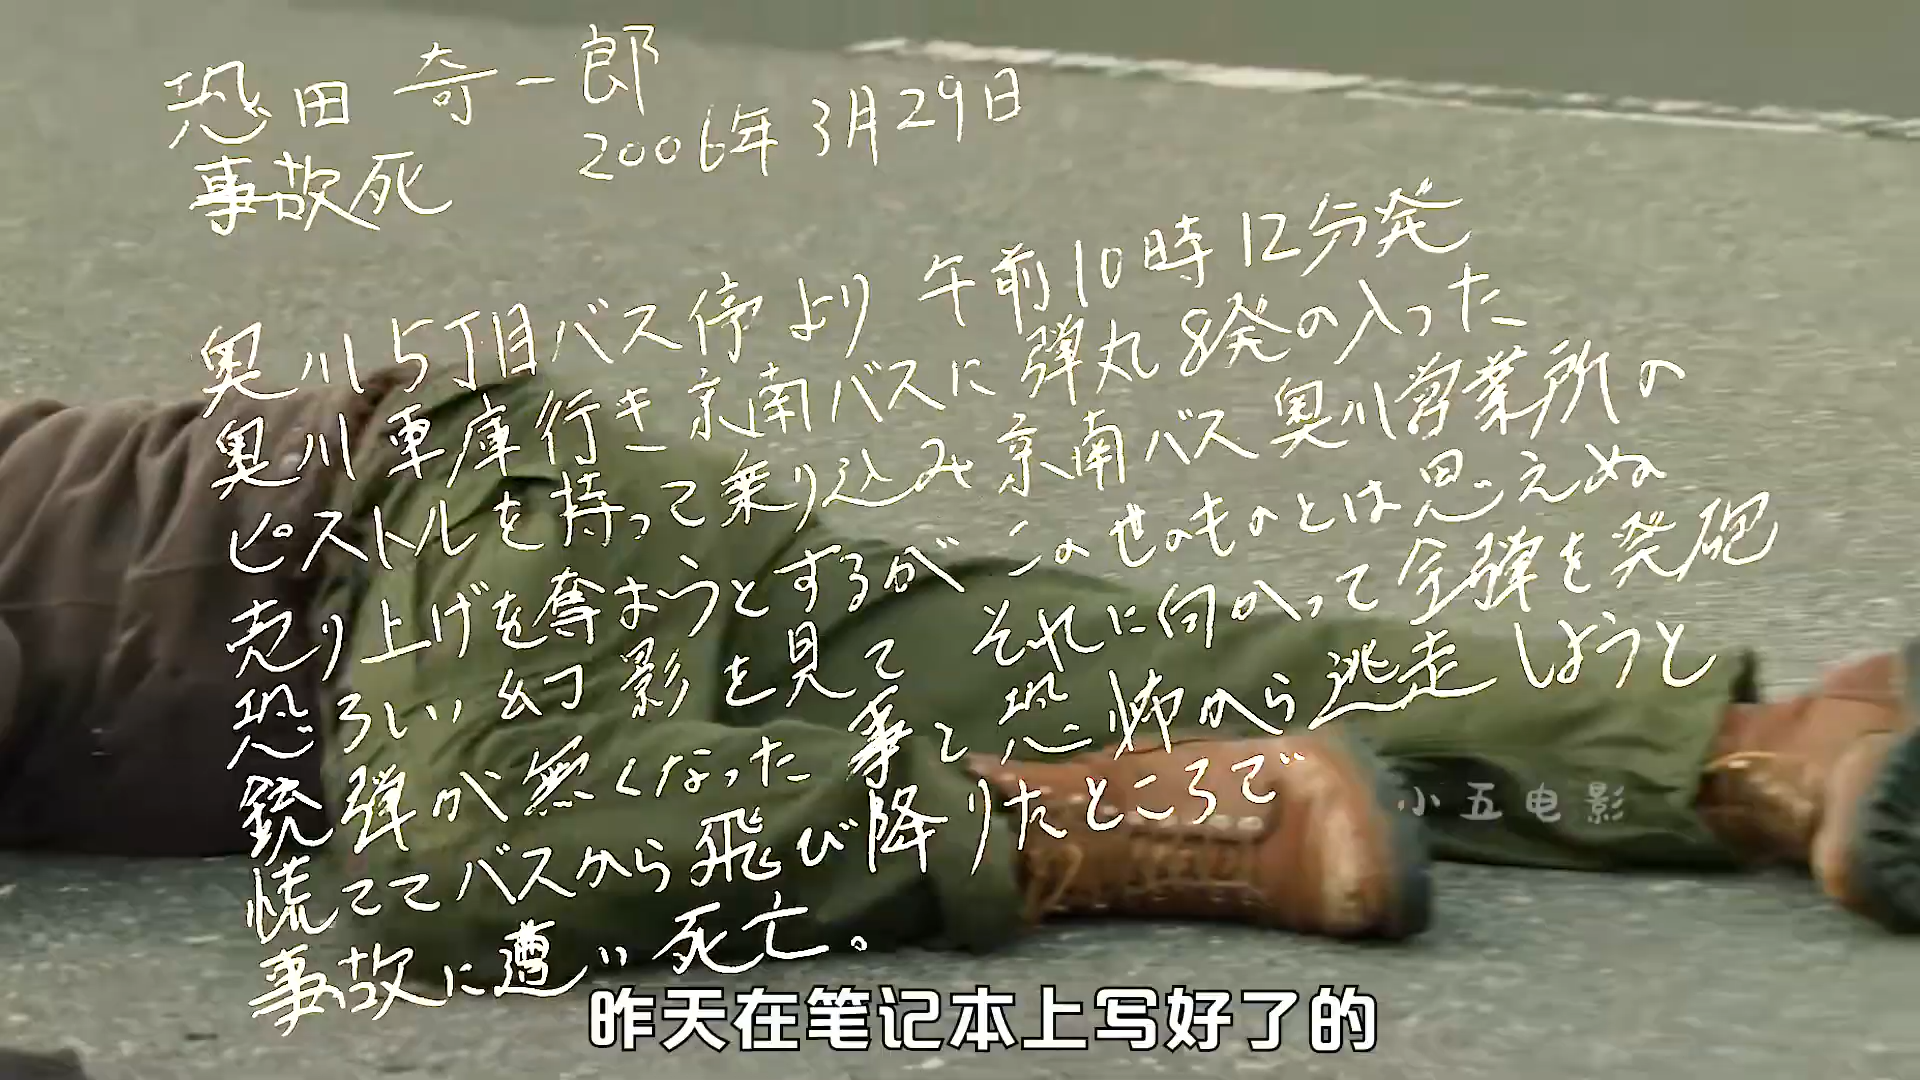 恐田奇一郎
事故死 2006年3月29日
奥川5丁目バス停より 午前10時12分発
奥川車庫行き京南バスに弾丸8発の入った
ピストルを持って乗り込み京南バス奥川営業所の
売り上げを奪おうとするが この世のものとは思えぬ
恐ろしい幻影を見て それに向かって全弾を発砲
銃弾が無くなった事と恐怖から逃走しようと
慌ててバスから飛び降りたところで
事故に遭い死亡。
小五电影
昨天在笔记本上写好了的